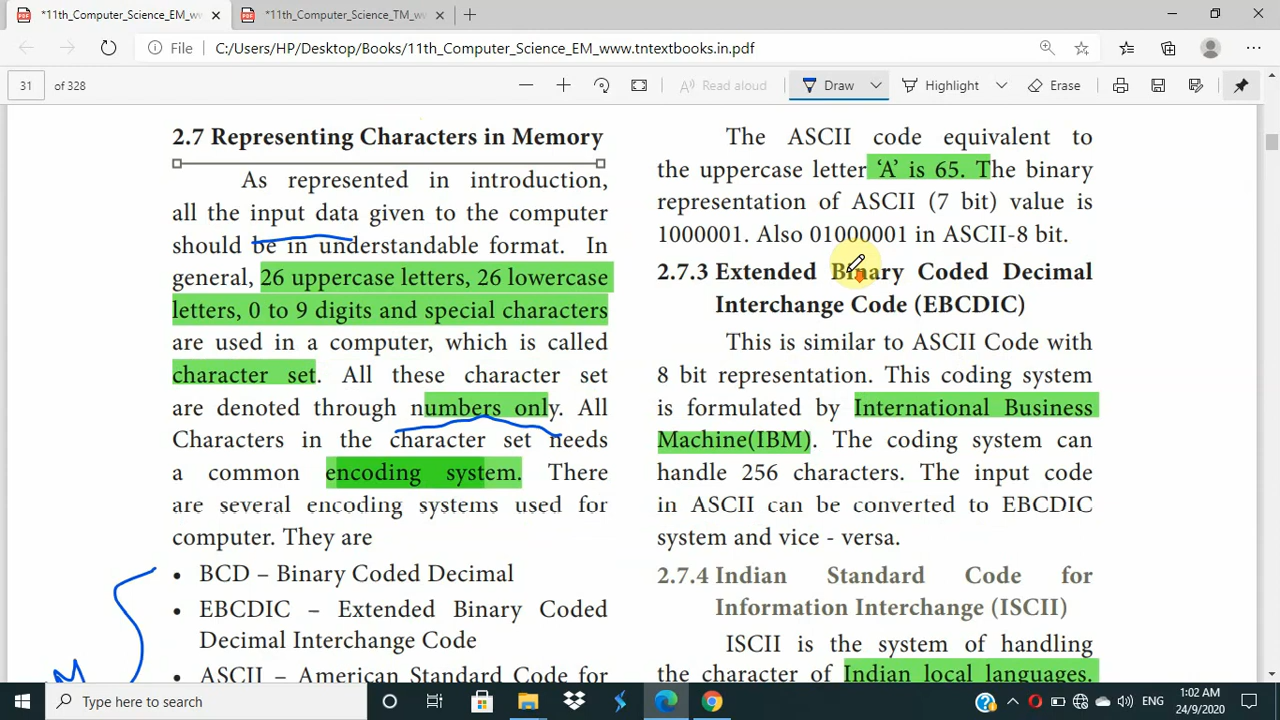 *11th_Computer_Science_EM_w
*11th_Computer_Science_TM_w
File C:/Users/HP/Desktop/Books/11th_Computer_Science_EM_www.tntextbooks.in.pdf
31 of 328
Read aloud
Draw
Highlight
Erase
2.7 Representing Characters in Memory
As represented in introduction,
all the input data given to the computer
should be in understandable format. In
general, 26 uppercase letters, 26 lowercase
letters, 0 to 9 digits and special characters
are used in a computer, which is called
character set. All these character set
are denoted through numbers only. All
Characters in the character set needs
a common encoding system. There
are several encoding systems used for
computer. They are
• BCD – Binary Coded Decimal
• EBCDIC – Extended Binary Coded
Decimal Interchange Code
• ASCII – American Standard Code for
The ASCII code equivalent to
the uppercase letter ‘A’ is 65. The binary
representation of ASCII (7 bit) value is
1000001. Also 01000001 in ASCII-8 bit.
2.7.3 Extended Binary Coded Decimal
Interchange Code (EBCDIC)
This is similar to ASCII Code with
8 bit representation. This coding system
is formulated by International Business
Machine(IBM). The coding system can
handle 256 characters. The input code
in ASCII can be converted to EBCDIC
system and vice - versa.
2.7.4 Indian Standard Code for
Information Interchange (ISCII)
ISCII is the system of handling
the character of Indian local languages.
Type here to search
ENG
1:02 AM
24/9/2020